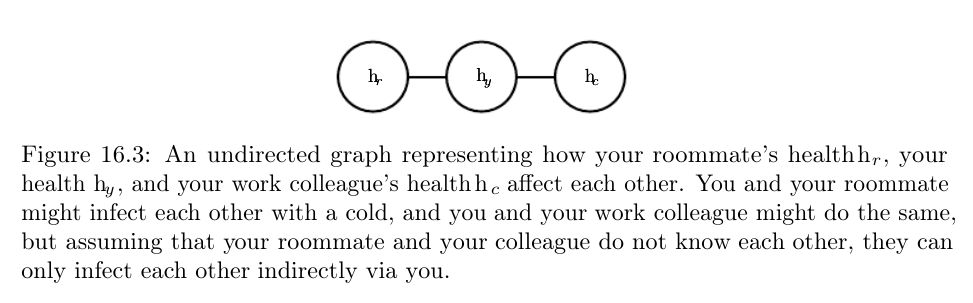 h_r h_y h_c
Figure 16.3: An undirected graph representing how your roommate's health h_r, your
health h_y, and your work colleague's health h_c affect each other. You and your roommate
might infect each other with a cold, and you and your work colleague might do the same,
but assuming that your roommate and your colleague do not know each other, they can
only infect each other indirectly via you.